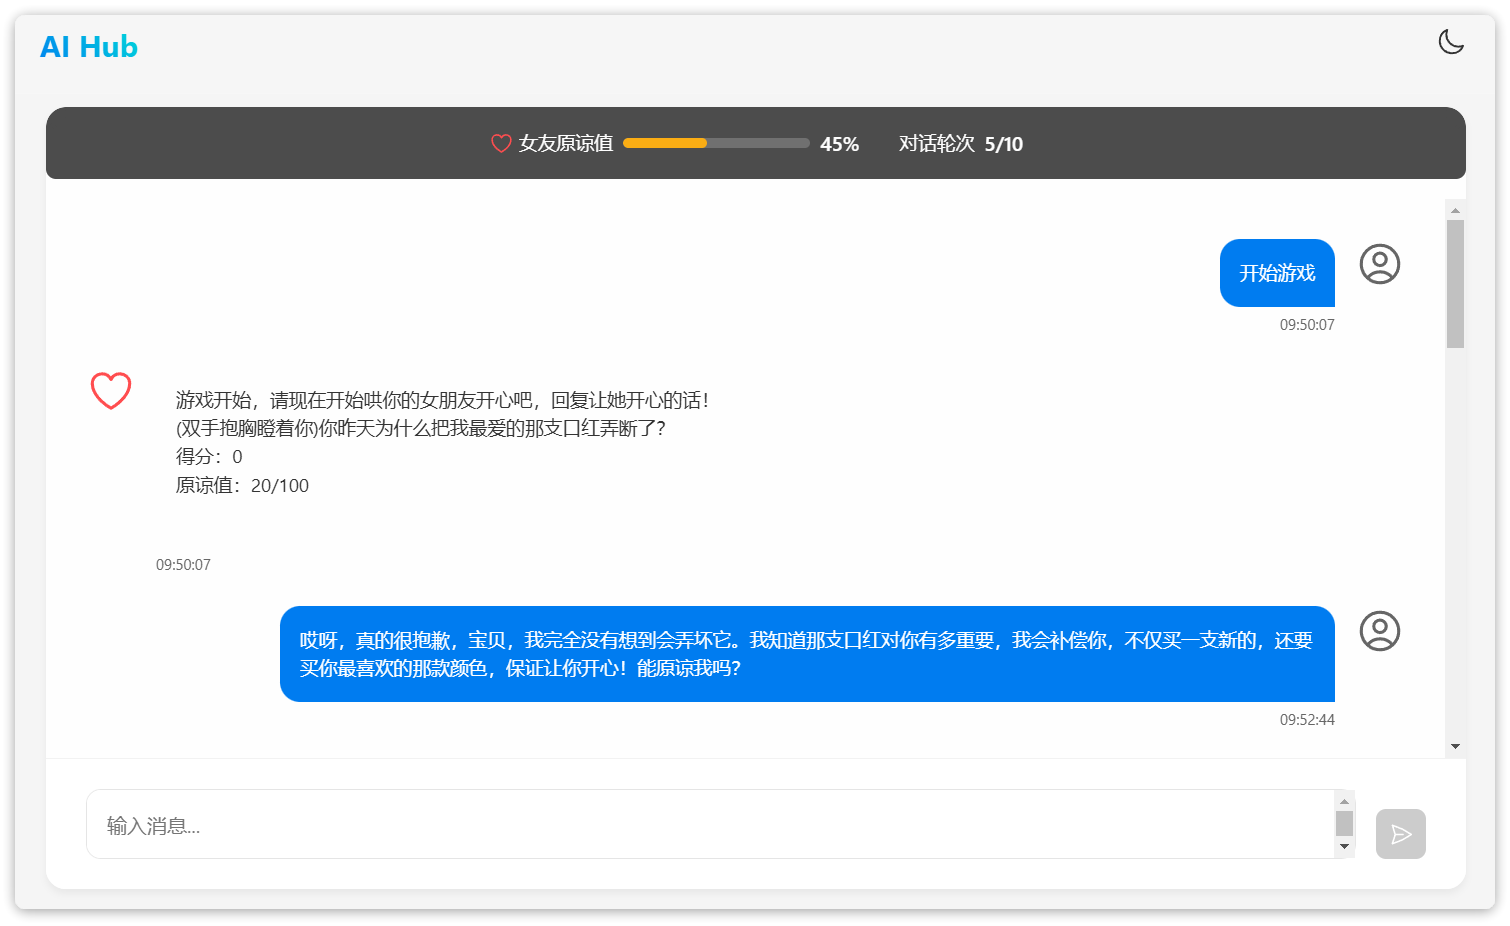 AI Hub
女友原谅值 45% 对话轮次 5/10
开始游戏
09:50:07
游戏开始，请现在开始哄你的女朋友开心吧，回复让她开心的话！
(双手抱胸瞪着你)你昨天为什么把我最爱的那支口红弄断了？
得分：0
原谅值：20/100
09:50:07
哎呀，真的很抱歉，宝贝，我完全没有想到会弄坏它。我知道那支口红对你有多重要，我会补偿你，不仅买一支新的，还要
买你最喜欢的那款颜色，保证让你开心！能原谅我吗？
09:52:44
输入消息...